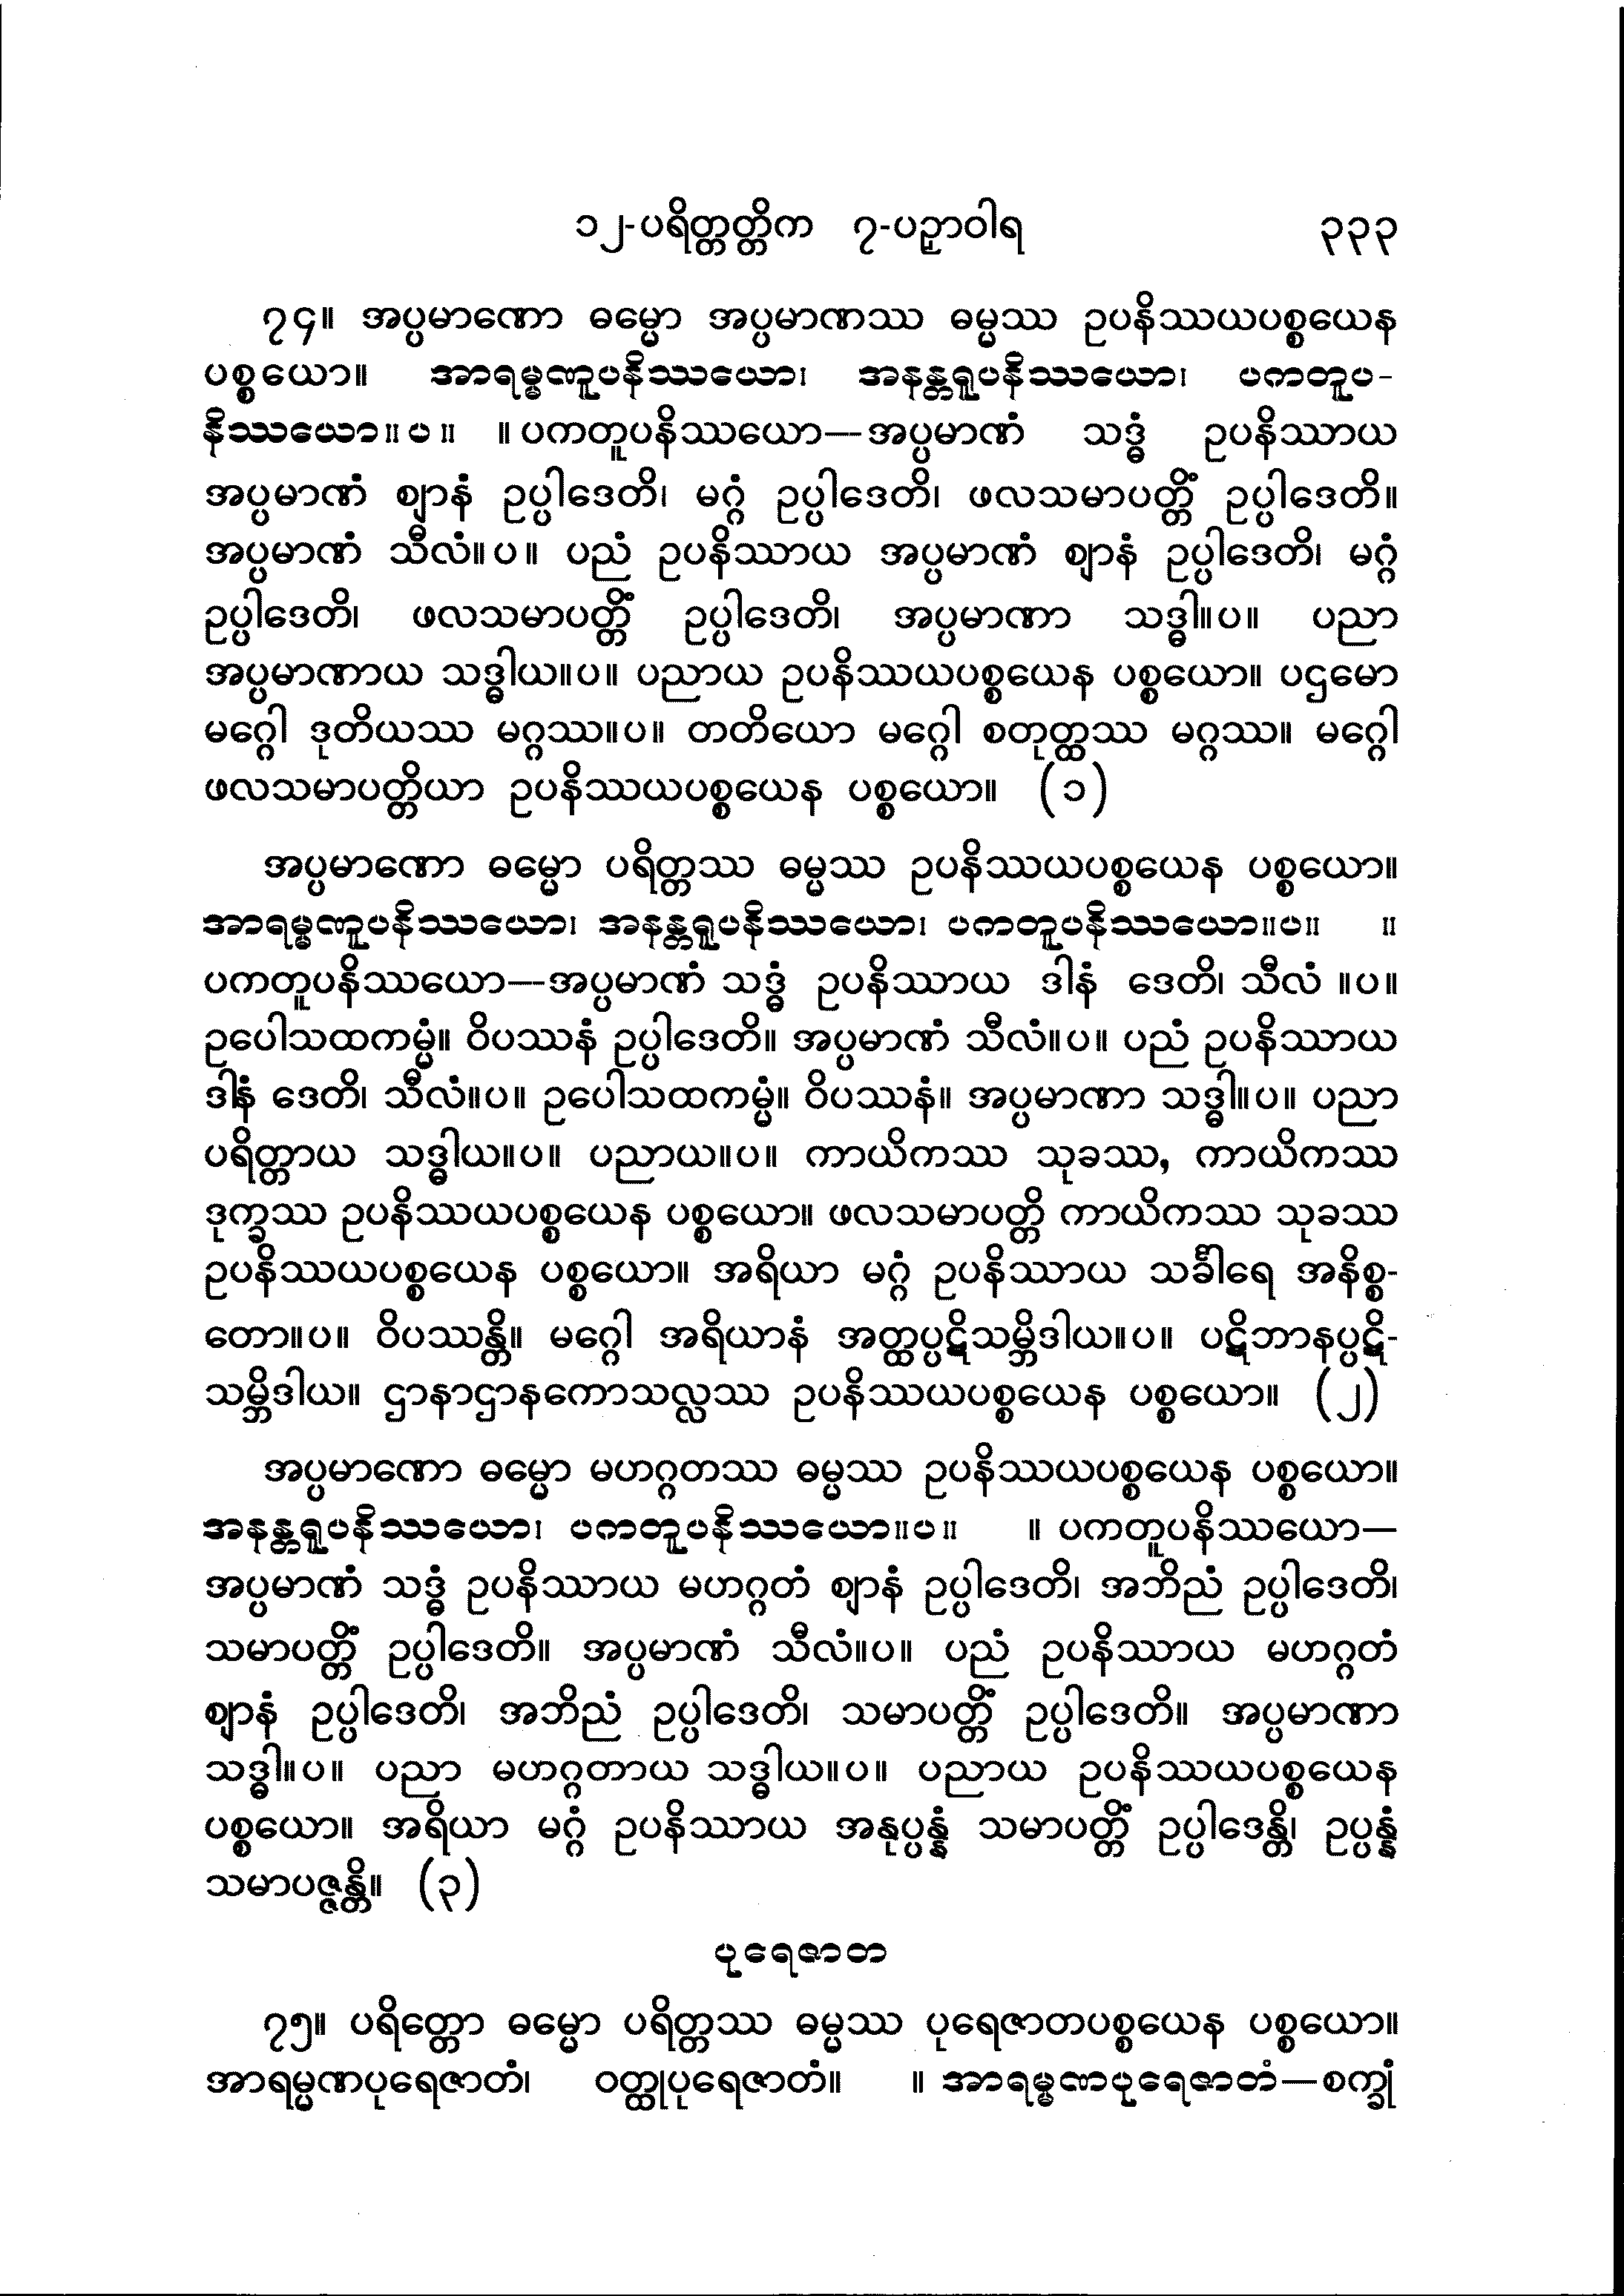 ၁၂-ပရိတ္တတ္တိက ၇-ပဉှာဝါရ ၃၃၃
၇၄။ အပ္ပမာဏော ဓမ္မော အပ္ပမာဏဿ ဓမ္မဿ ဥပနိဿယပစ္စယေန
ပစ္စယော။ အာရမ္မဏူပနိဿယော၊ အနန္တရူပနိဿယော၊ ပကတူပ-
နိဿယော။ပ။ ။ပကတူပနိဿယော—အပ္ပမာဏံ သဒ္ဓံ ဥပနိဿာယ
အပ္ပမာဏံ ဈာနံ ဥပ္ပါဒေတိ၊ မဂ္ဂံ ဥပ္ပါဒေတိ၊ ဖလသမာပတ္တိံ ဥပ္ပါဒေတိ။
အပ္ပမာဏံ သီလံ။ပ။ ပညံ ဥပနိဿာယ အပ္ပမာဏံ ဈာနံ ဥပ္ပါဒေတိ၊ မဂ္ဂံ
ဥပ္ပါဒေတိ၊ ဖလသမာပတ္တိံ ဥပ္ပါဒေတိ၊ အပ္ပမာဏာ သဒ္ဓါ။ပ။ ပညာ
အပ္ပမာဏာယ သဒ္ဓါယ။ပ။ ပညာယ ဥပနိဿယပစ္စယေန ပစ္စယော။ ပဌမော
မဂ္ဂေါ ဒုတိယဿ မဂ္ဂဿ။ပ။ တတိယော မဂ္ဂေါ စတုတ္ထဿ မဂ္ဂဿ။ မဂ္ဂေါ
ဖလသမာပတ္တိယာ ဥပနိဿယပစ္စယေန ပစ္စယော။ (၁)
အပ္ပမာဏော ဓမ္မော ပရိတ္တဿ ဓမ္မဿ ဥပနိဿယပစ္စယေန ပစ္စယော။
အာရမ္မဏူပနိဿယော၊ အနန္တရူပနိဿယော၊ ပကတူပနိဿယော။ပ။ ။
ပကတူပနိဿယော—အပ္ပမာဏံ သဒ္ဓံ ဥပနိဿာယ ဒါနံ ဒေတိ၊ သီလံ ။ပ။
ဥပေါသထကမ္မံ။ ဝိပဿနံ ဥပ္ပါဒေတိ။ အပ္ပမာဏံ သီလံ။ပ။ ပညံ ဥပနိဿာယ
ဒါနံ ဒေတိ၊ သီလံ။ပ။ ဥပေါသထကမ္မံ။ ဝိပဿနံ။ အပ္ပမာဏာ သဒ္ဓါ။ပ။ ပညာ
ပရိတ္တာယ သဒ္ဓါယ။ပ။ ပညာယ။ပ။ ကာယိကဿ သုခဿ, ကာယိကဿ
ဒုက္ခဿ ဥပနိဿယပစ္စယေန ပစ္စယော။ ဖလသမာပတ္တိ ကာယိကဿ သုခဿ
ဥပနိဿယပစ္စယေန ပစ္စယော။ အရိယာ မဂ္ဂံ ဥပနိဿာယ သင်္ခါရေ အနိစ္စ-
တော။ပ။ ဝိပဿန္တိ။ မဂ္ဂေါ အရိယာနံ အတ္ထပ္ပဋိသမ္ဘိဒါယ။ပ။ ပဋိဘာနပ္ပဋိ-
သမ္ဘိဒါယ။ ဌာနာဌာနကောသလ္လဿ ဥပနိဿယပစ္စယေန ပစ္စယော။ (၂)
အပ္ပမာဏော ဓမ္မော မဟဂ္ဂတဿ ဓမ္မဿ ဥပနိဿယပစ္စယေန ပစ္စယော။
အနန္တရူပနိဿယော၊ ပကတူပနိဿယော။ပ။ ။ ပကတူပနိဿယော—
အပ္ပမာဏံ သဒ္ဓံ ဥပနိဿာယ မဟဂ္ဂတံ ဈာနံ ဥပ္ပါဒေတိ၊ အဘိညံ ဥပ္ပါဒေတိ၊
သမာပတ္တိံ ဥပ္ပါဒေတိ။ အပ္ပမာဏံ သီလံ။ပ။ ပညံ ဥပနိဿာယ မဟဂ္ဂတံ
ဈာနံ ဥပ္ပါဒေတိ၊ အဘိညံ ဥပ္ပါဒေတိ၊ သမာပတ္တိံ ဥပ္ပါဒေတိ။ အပ္ပမာဏာ
သဒ္ဓါ။ပ။ ပညာ မဟဂ္ဂတာယ သဒ္ဓါယ။ပ။ ပညာယ ဥပနိဿယပစ္စယေန
ပစ္စယော။ အရိယာ မဂ္ဂံ ဥပနိဿာယ အနုပ္ပန္နံ သမာပတ္တိံ ဥပ္ပါဒေန္တိ၊ ဥပ္ပန္နံ
သမာပဇ္ဇန္တိ။ (၃)
ပုရေဇာတ
၇၅။ ပရိတ္တော ဓမ္မော ပရိတ္တဿ ဓမ္မဿ ပုရေဇာတပစ္စယေန ပစ္စယော။
အာရမ္မဏပုရေဇာတံ၊ ဝတ္ထုပုရေဇာတံ။ ။ အာရမ္မဏပုရေဇာတံ—စက္ခုံ